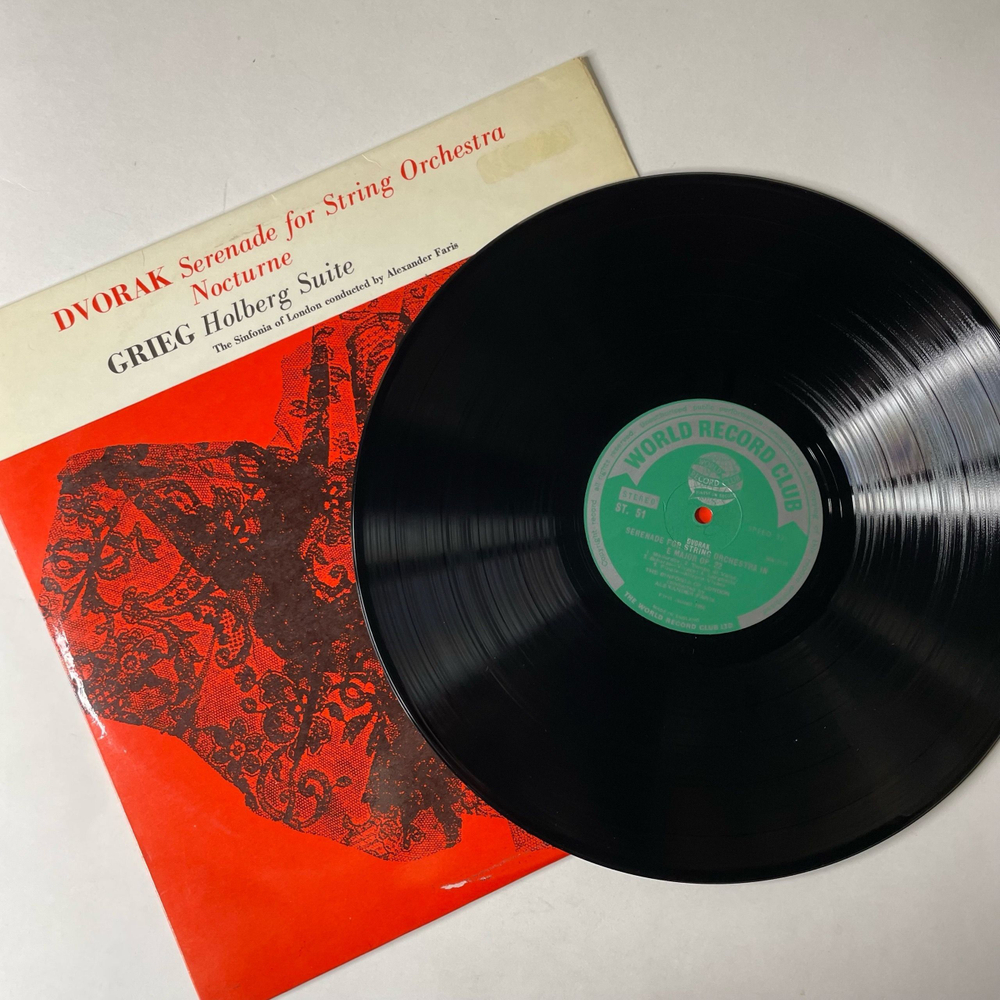 DVORAK Serenade for String Orchestra
Nocturne
GRIEG Holberg Suite
The Sinfonia of London conducted by Alexander Faris
WORLD RECORD CLUB
STEREO
ST. 51
DVORAK
SERENADE FOR STRING ORCHESTRA IN
E MAJOR OP. 22
THE WORLD RECORD CLUB LTD